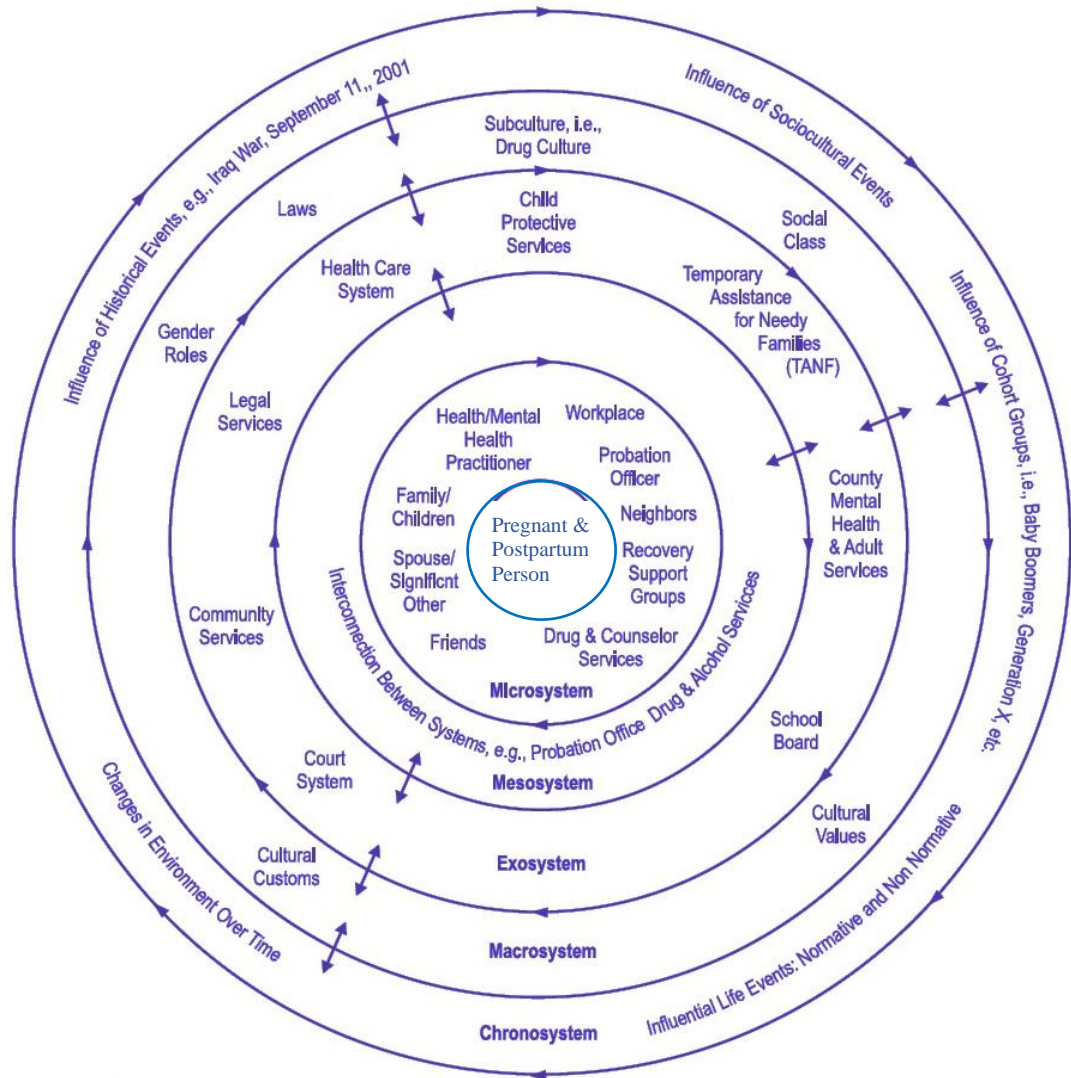 Influence of Historical Events, e.g., Iraq War, September 11,, 2001
Influence of Sociocultural Events
Influence of Cohort Groups, i.e., Baby Boomers, Generation X, etc.
Influential Life Events: Normative and Non Normative
Changes in Environment Over Time
Chronosystem
Subculture, i.e.,
Drug Culture
Laws
Social
Class
Gender
Roles
Cultural
Values
Cultural
Customs
Macrosystem
Child
Protective
Services
Health Care
System
Temporary
Assistance
for Needy
Families
(TANF)
Legal
Services
County
Mental
Health
& Adult
Services
Community
Services
School
Board
Court
System
Exosystem
Interconnection Between Systems, e.g., Probation Office Drug & Alcohol Servicces
Mesosystem
Health/Mental
Health
Practitioner
Workplace
Probation
Officer
Family/
Children
Neighbors
Spouse/
Significnt
Other
Recovery
Support
Groups
Friends
Drug & Counselor
Services
Microsystem
Pregnant &
Postpartum
Person